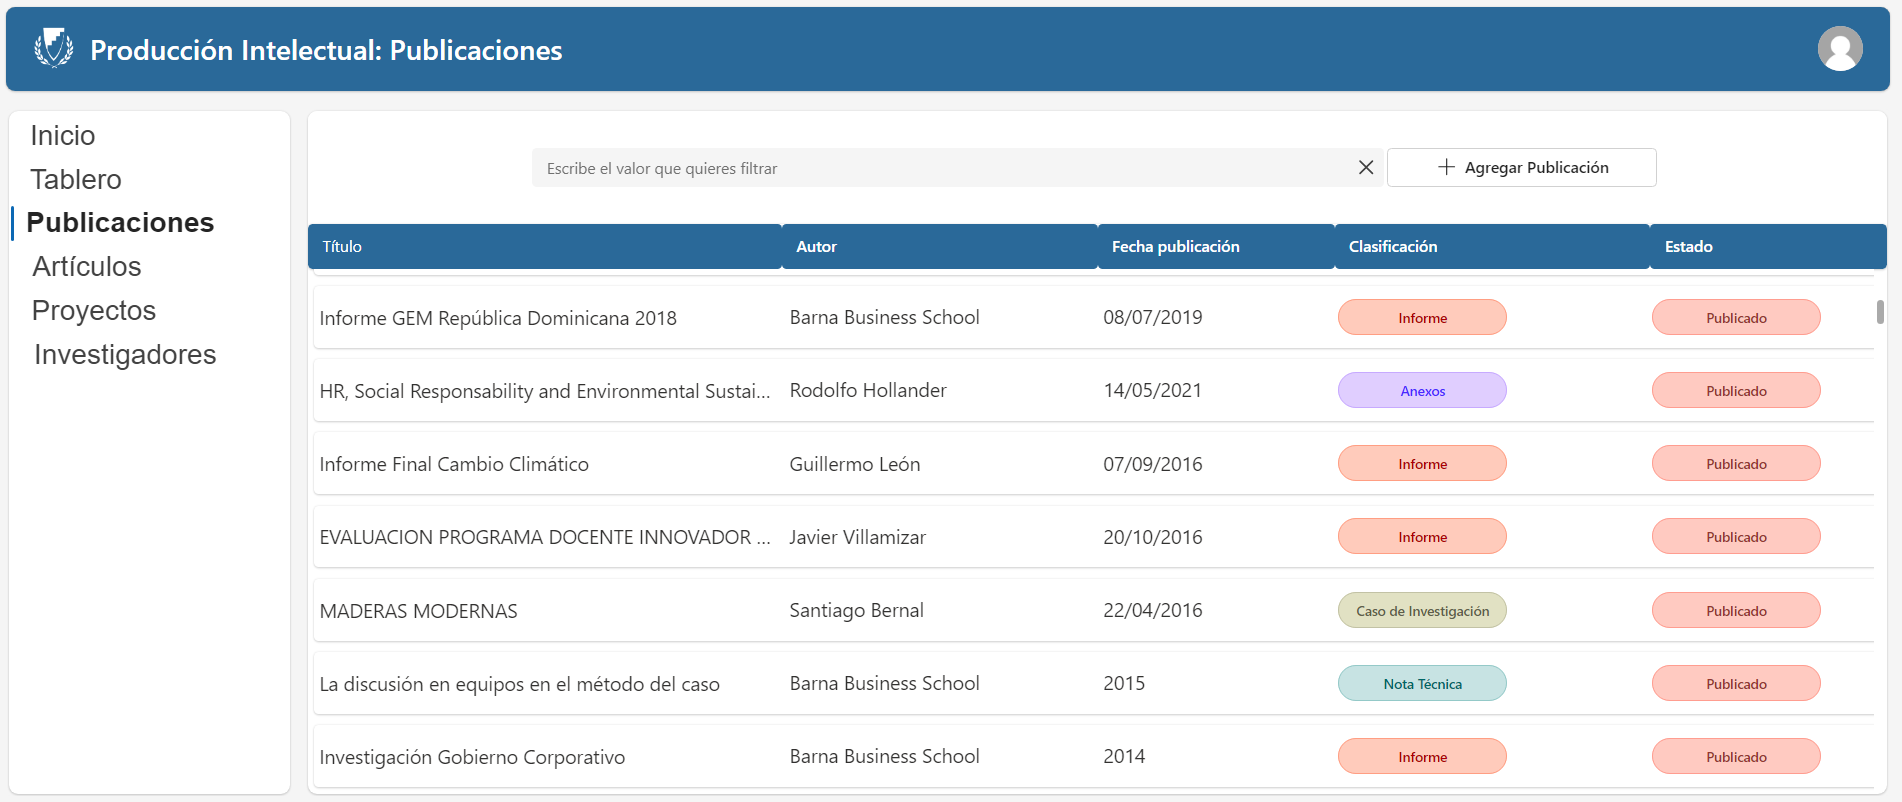 Producción Intelectual: Publicaciones
Inicio
Tablero
Publicaciones
Artículos
Proyectos
Investigadores
Escribe el valor que quieres filtrar
Agregar Publicación
Título Autor Fecha publicación Clasificación Estado
Informe GEM República Dominicana 2018 Barna Business School 08/07/2019 Informe Publicado
HR, Social Responsability and Environmental Sustai... Rodolfo Hollander 14/05/2021 Anexos Publicado
Informe Final Cambio Climático Guillermo León 07/09/2016 Informe Publicado
EVALUACION PROGRAMA DOCENTE INNOVADOR ... Javier Villamizar 20/10/2016 Informe Publicado
MADERAS MODERNAS Santiago Bernal 22/04/2016 Caso de Investigación Publicado
La discusión en equipos en el método del caso Barna Business School 2015 Nota Técnica Publicado
Investigación Gobierno Corporativo Barna Business School 2014 Informe Publicado